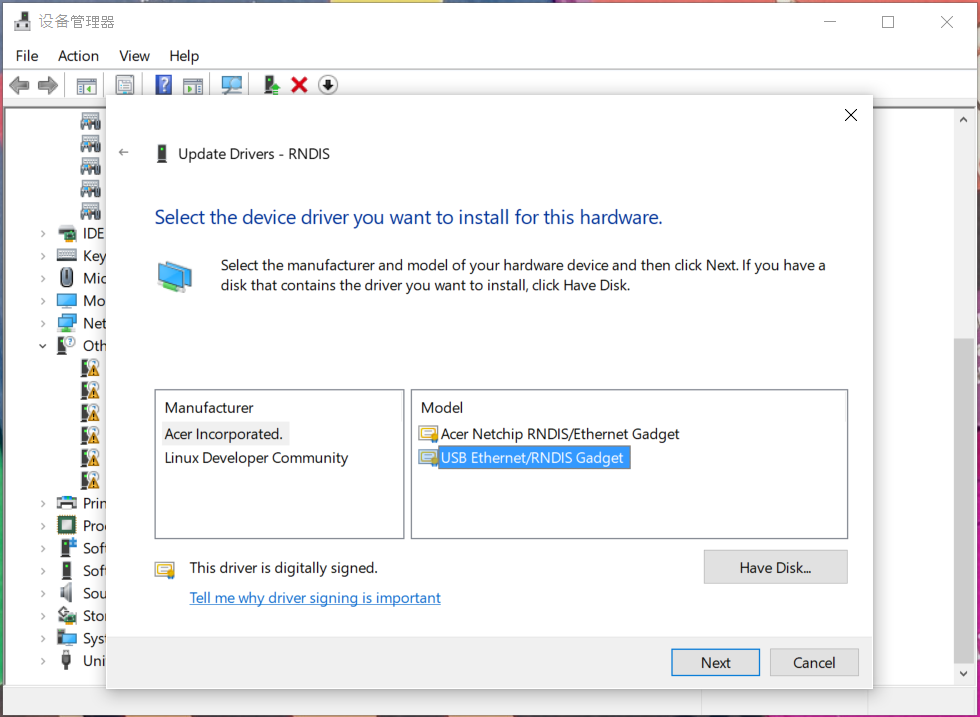 设备管理器
File Action View Help
Update Drivers - RNDIS
Select the device driver you want to install for this hardware.
Select the manufacturer and model of your hardware device and then click Next. If you have a
disk that contains the driver you want to install, click Have Disk.
IDE
Key
Mic
Mo
Net
Oth
Prin
Proc
Soft
Soft
Sou
Stor
Syst
Uni
Manufacturer
Acer Incorporated.
Linux Developer Community
Model
Acer Netchip RNDIS/Ethernet Gadget
USB Ethernet/RNDIS Gadget
This driver is digitally signed.
Have Disk...
Tell me why driver signing is important
Next
Cancel